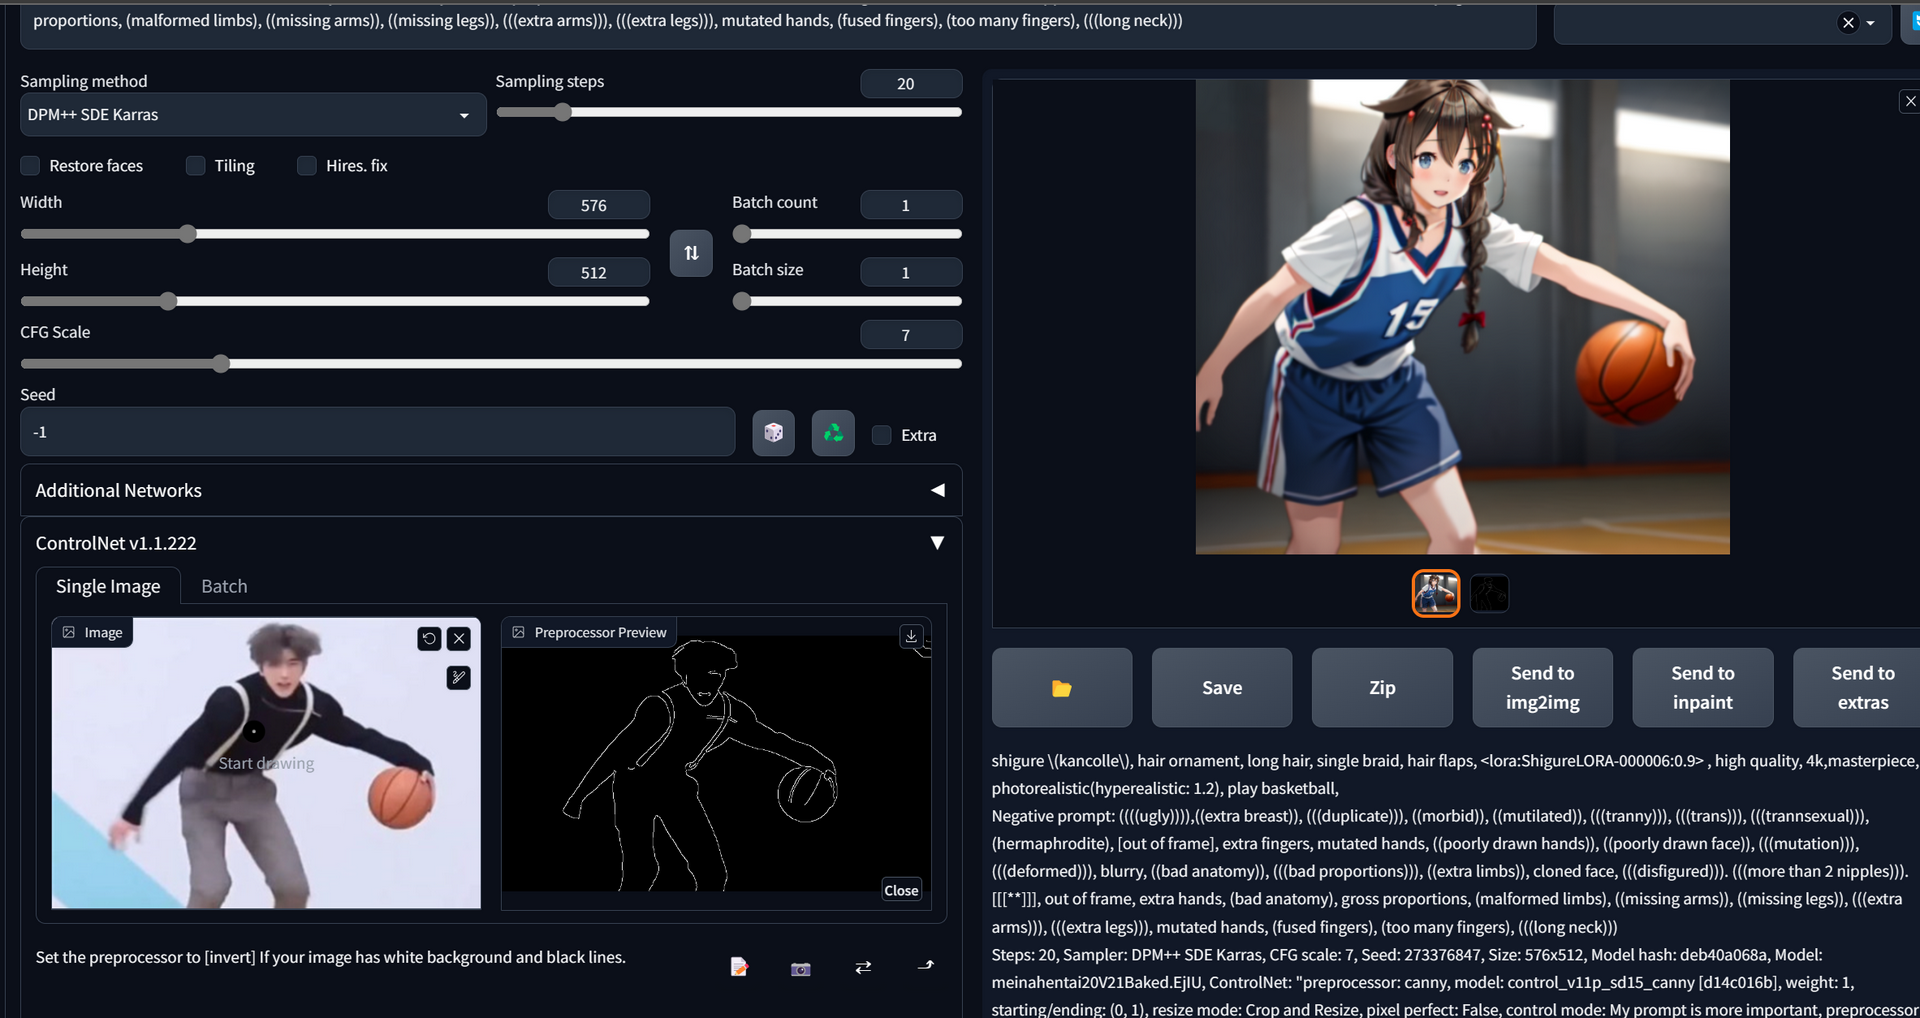 proportions, (malformed limbs), ((missing arms)), ((missing legs)), (((extra arms))), (((extra legs))), mutated hands, (fused fingers), (too many fingers), (((long neck)))
Sampling method
Sampling steps
20
DPM++ SDE Karras
Restore faces
Tiling
Hires. fix
Width
576
Batch count
1
Height
512
Batch size
1
CFG Scale
7
Seed
-1
Extra
Additional Networks
ControlNet v1.1.222
Single Image
Batch
Image
Start drawing
Preprocessor Preview
Close
Set the preprocessor to [invert] If your image has white background and black lines.
15
Save
Zip
Send to
img2img
Send to
inpaint
Send to
extras
shigure \(kancolle\), hair ornament, long hair, single braid, hair flaps, <lora:ShigureLORA-000006:0.9> , high quality, 4k,masterpiece,
photorealistic(hyperealistic: 1.2), play basketball,
Negative prompt: ((((ugly)))),((extra breast)), (((duplicate))), ((morbid)), ((mutilated)), (((tranny))), (((trans))), (((trannsexual))),
(hermaphrodite), [out of frame], extra fingers, mutated hands, ((poorly drawn hands)), ((poorly drawn face)), (((mutation))),
(((deformed))), blurry, ((bad anatomy)), (((bad proportions))), ((extra limbs)), cloned face, (((disfigured))). (((more than 2 nipples))).
[[[**]]], out of frame, extra hands, (bad anatomy), gross proportions, (malformed limbs), ((missing arms)), ((missing legs)), (((extra
arms))), (((extra legs))), mutated hands, (fused fingers), (too many fingers), (((long neck)))
Steps: 20, Sampler: DPM++ SDE Karras, CFG scale: 7, Seed: 273376847, Size: 576x512, Model hash: deb40a068a, Model:
meinahentai20V21Baked.EjIU, ControlNet: "preprocessor: canny, model: control_v11p_sd15_canny [d14c016b], weight: 1,
starting/ending: (0, 1), resize mode: Crop and Resize, pixel perfect: False, control mode: My prompt is more important, preprocessor